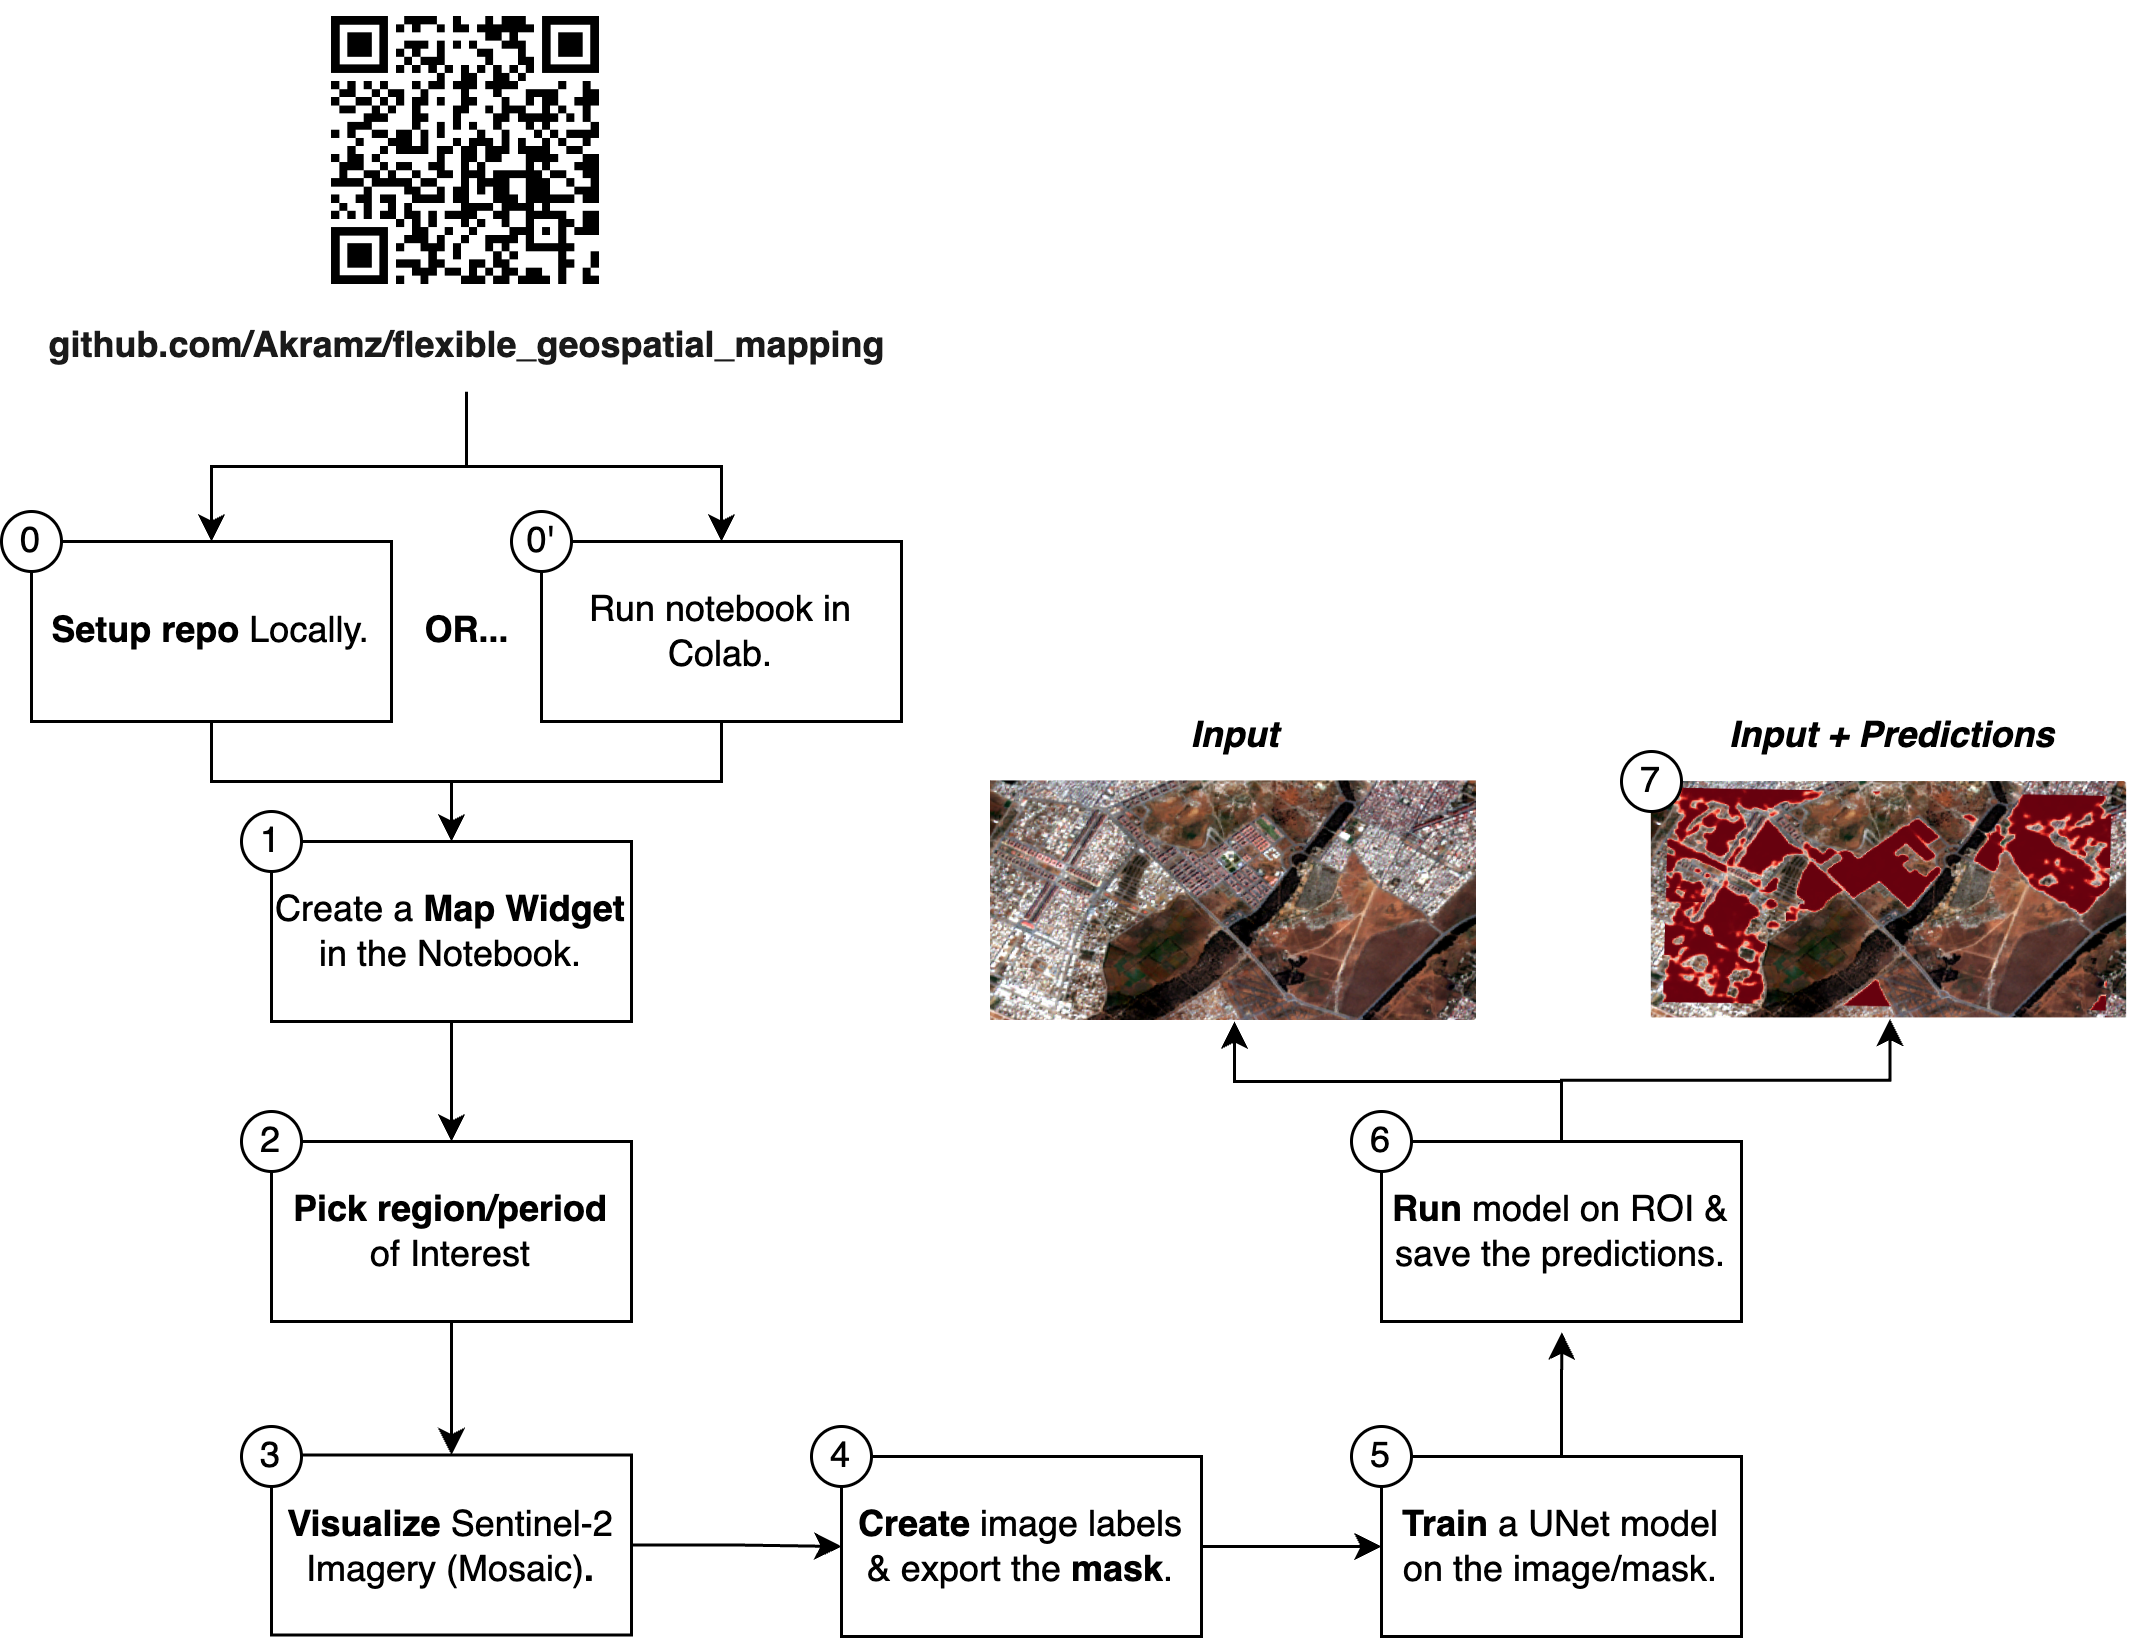 github.com/Akramz/flexible_geospatial_mapping
0
Setup repo Locally.
OR...
0'
Run notebook in
Colab.
1
Create a Map Widget
in the Notebook.
2
Pick region/period
of Interest
3
Visualize Sentinel-2
Imagery (Mosaic).
4
Create image labels
& export the mask.
5
Train a UNet model
on the image/mask.
6
Run model on ROI &
save the predictions.
Input
7
Input + Predictions